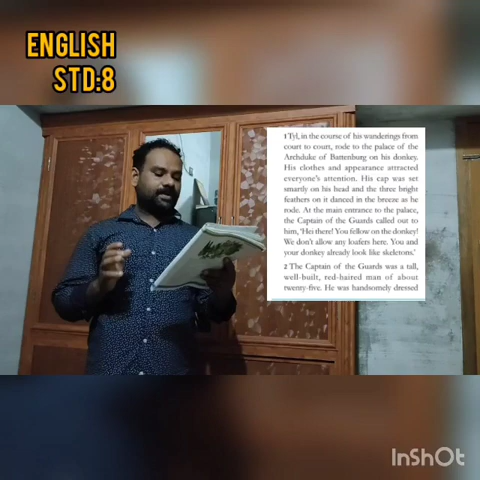 ENGLISH
STD:8
1 Tyl, in the course of his wanderings from
court to court, rode to the palace of the
Archduke of Battenburg on his donkey.
His clothes and appearance attracted
everyone's attention. His cap was set
smartly on his head and the three bright
feathers on it danced in the breeze as he
rode. At the main entrance to the palace,
the Captain of the Guards called out to
him, 'Hei there! You fellow on the donkey!
We don't allow any loafers here. You and
your donkey already look like skeletons.'
2 The Captain of the Guards was a tall,
well-built, red-haired man of about
twenty-five. He was handsomely dressed
InShOt